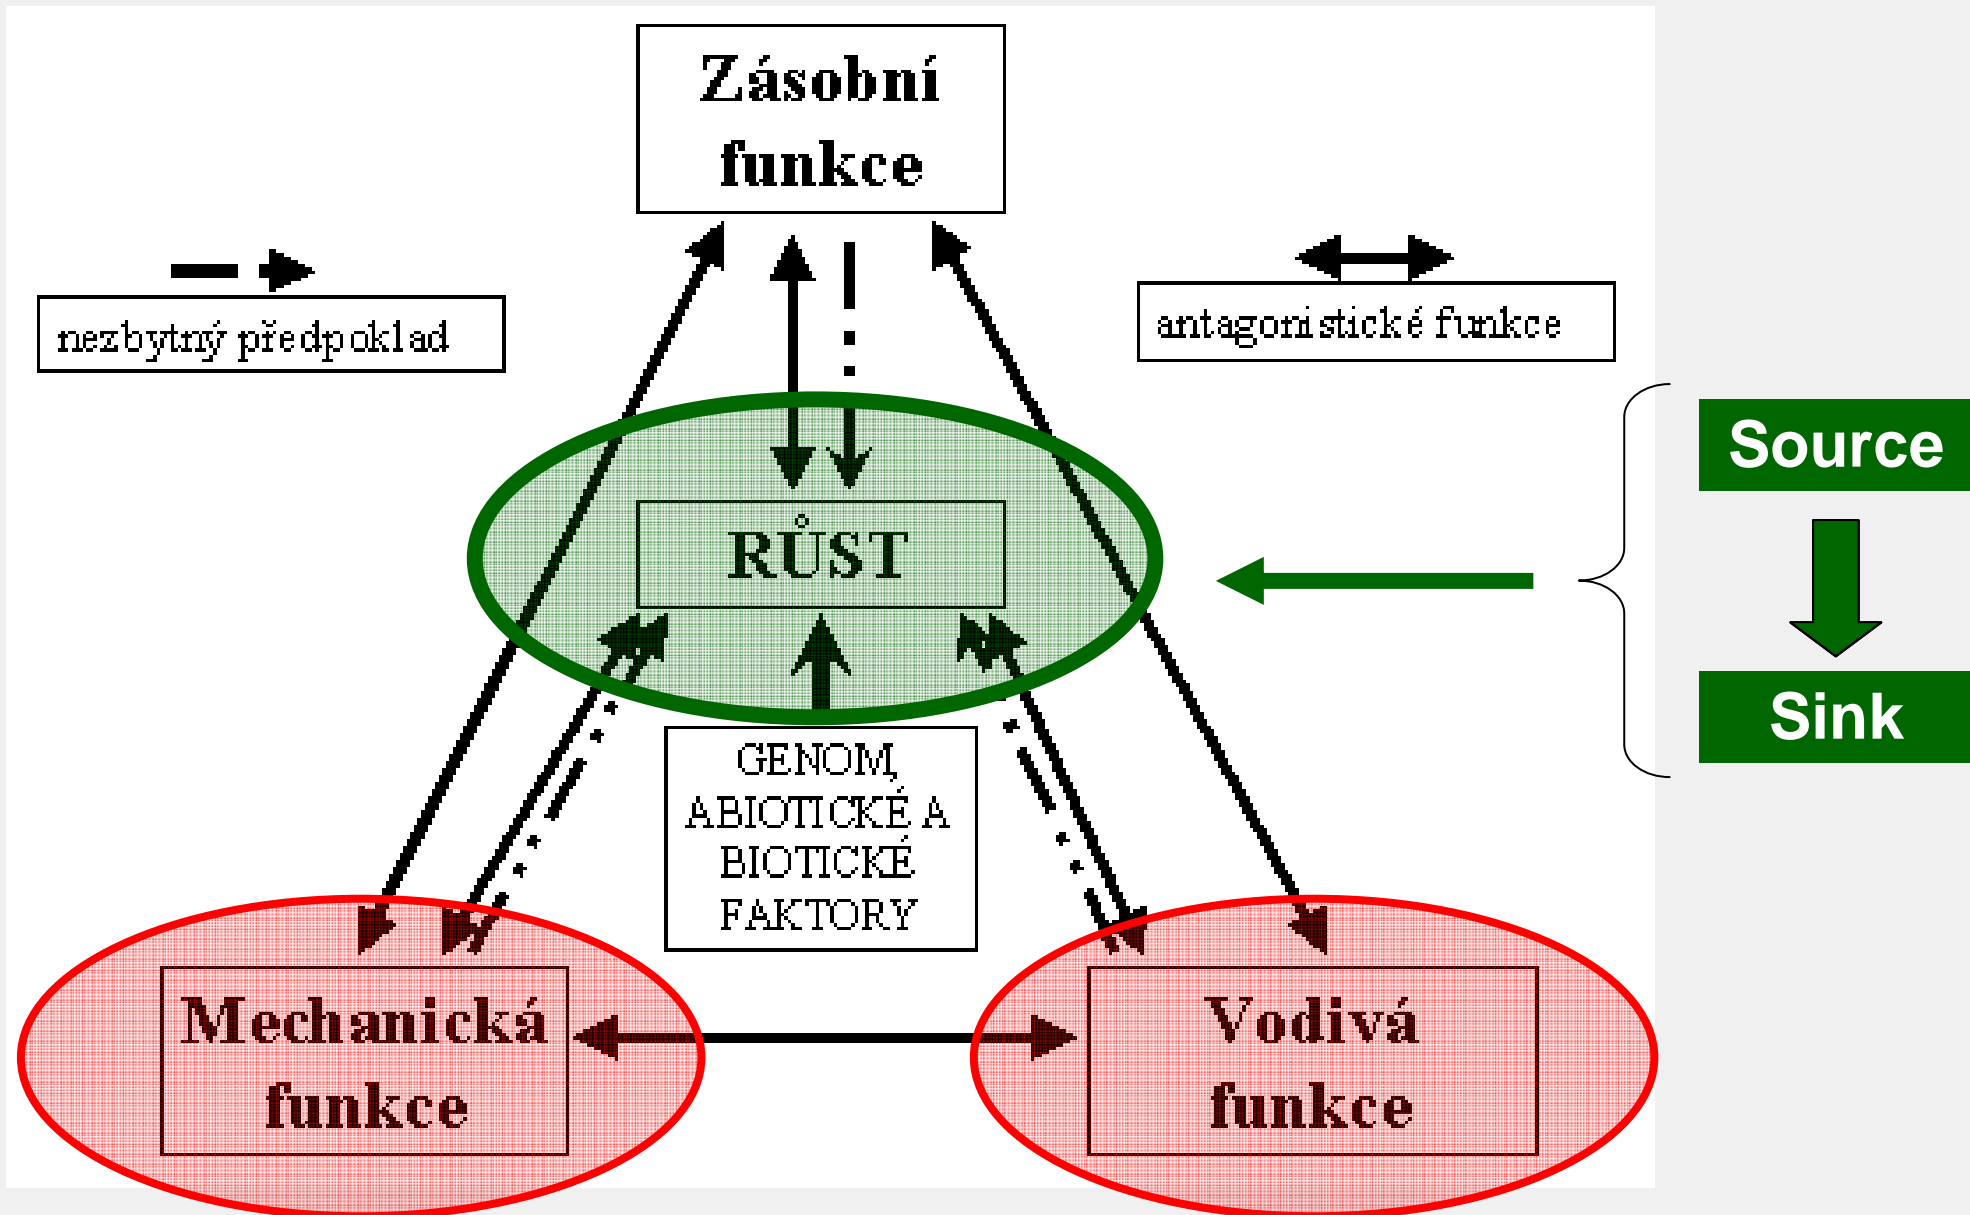 Zásobní
funkce
nezbytný předpoklad
antagonistické funkce
Source
RŮST
Sink
GENOM,
ABIOTICKÉ A
BIOTICKÉ
FAKTORY
Mechanická
funkce
Vodivá
funkce